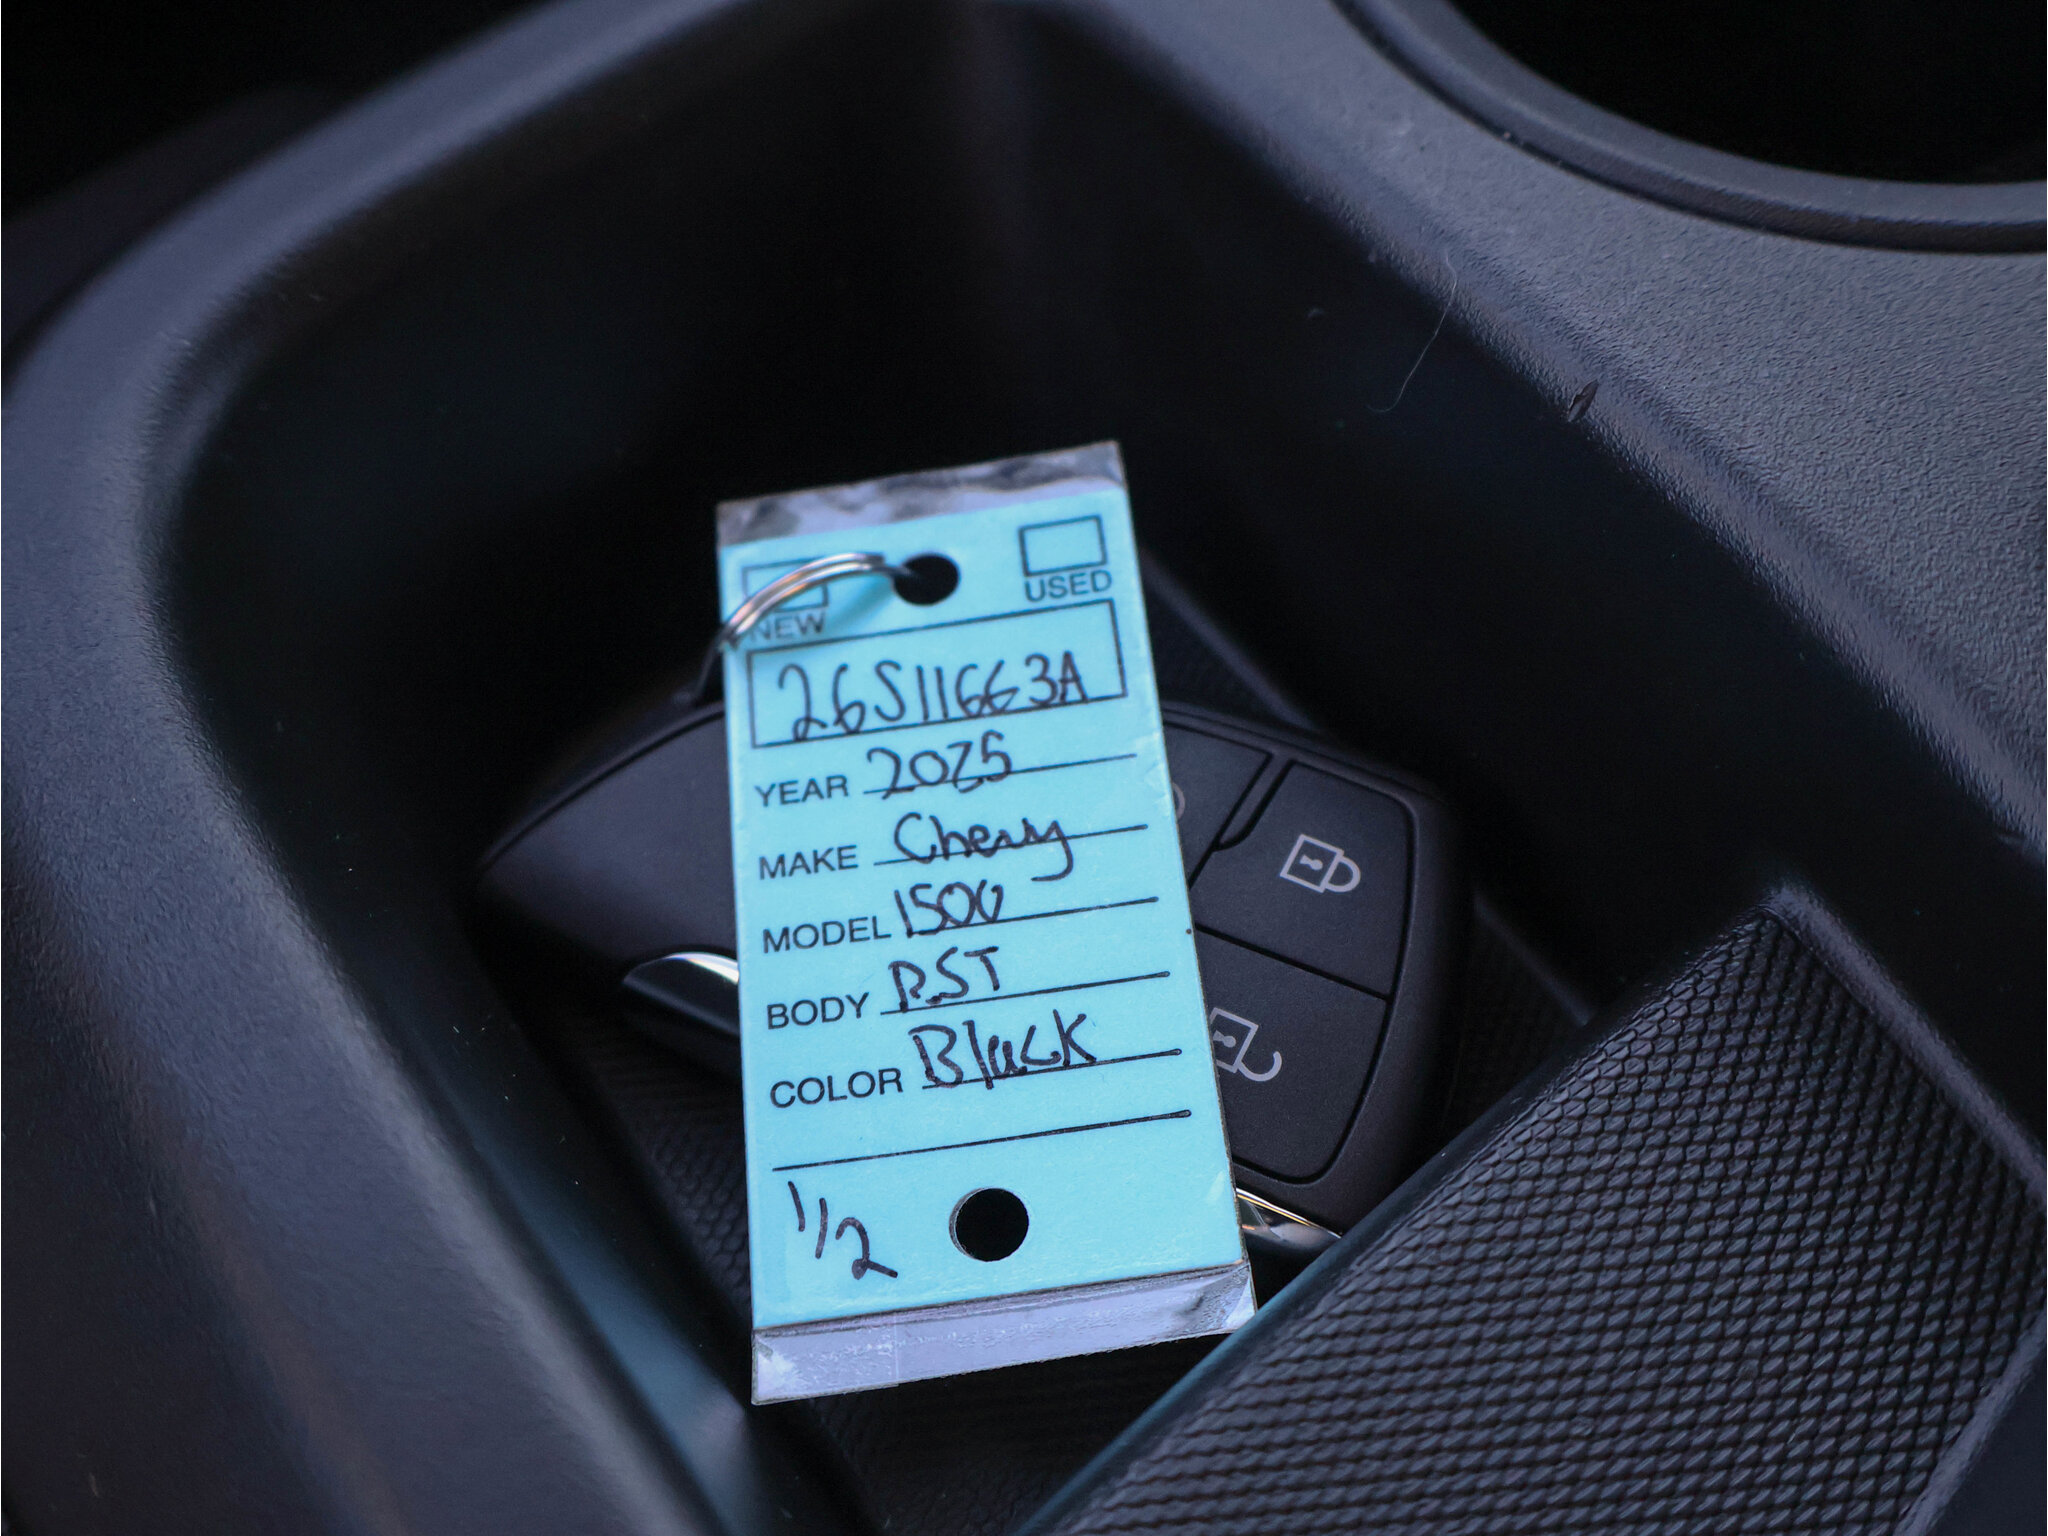 NEW USED
26S11663A
YEAR 2025
MAKE Chevy
MODEL 1500
BODY RST
COLOR Black
1/2